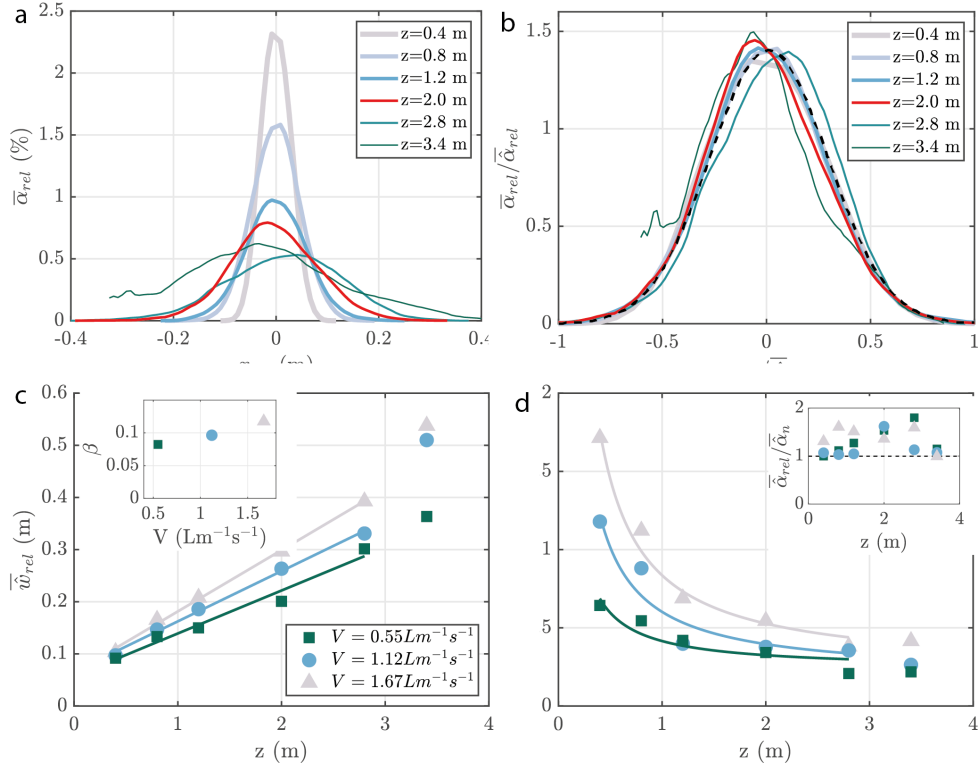 a
2.5
2
1.5
1
0.5
0
-0.4
-0.2
0
0.2
0.4
(m)
α̅rel (%)
z=0.4 m
z=0.8 m
z=1.2 m
z=2.0 m
z=2.8 m
z=3.4 m
b
1.5
1
0.5
0
-1
-0.5
0
0.5
1
α̅rel/α̅̂rel
z=0.4 m
z=0.8 m
z=1.2 m
z=2.0 m
z=2.8 m
z=3.4 m
c
0.6
0.5
0.4
0.3
0.2
0.1
0
0
1
2
3
4
z (m)
w̅̂rel (m)
0.1
0.05
0
β
0.5
1
1.5
V (Lm⁻¹s⁻¹)
V = 0.55Lm⁻¹s⁻¹
V = 1.12Lm⁻¹s⁻¹
V = 1.67Lm⁻¹s⁻¹
d
2
5
1
5
0
0
1
2
3
4
z (m)
2
1
0
α̅̂rel/α̅̂n
0
2
4
z (m)